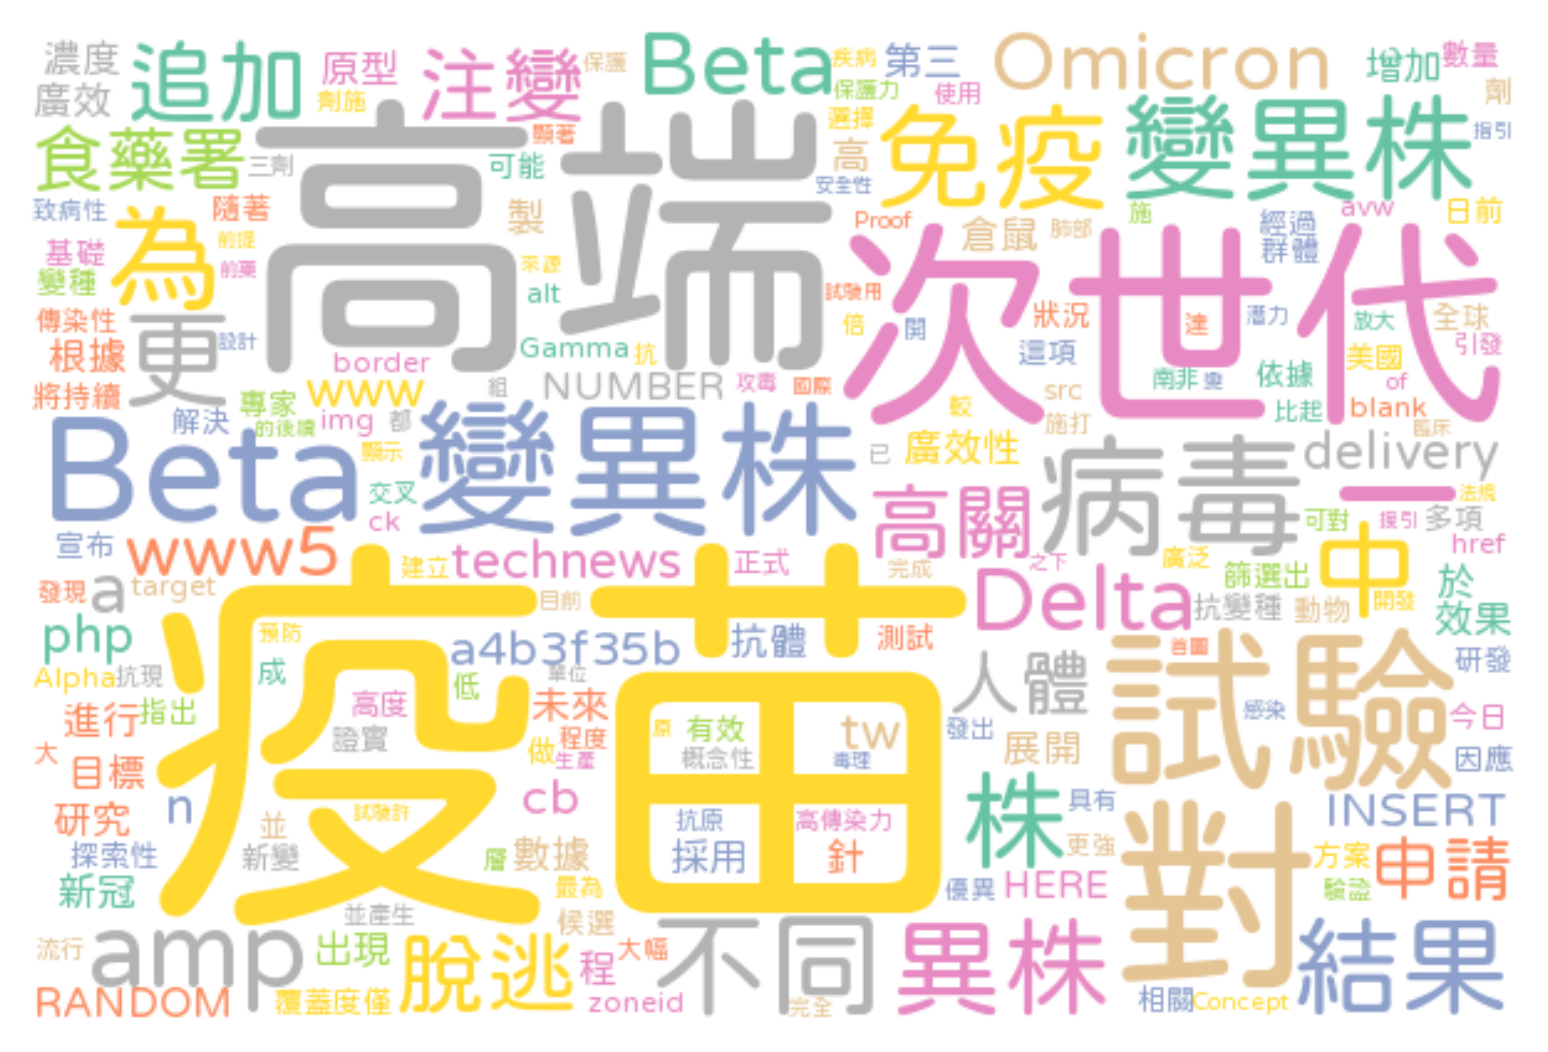 濃度 追加 原型 注變 保護 Beta 疾病 第三 Omicron 增加 數量
廣效 劑施 保護力 使用 劑
食藥署 三劑 高端 顯著 可能 選擇 高 免疫 變異株 指引
安全性
致病性 為 隨著 製 Proof 倉鼠 肺部 施 經過 avw 日前
基礎 前提 次世代 群體
變種 前藥 來源 alt 試驗用
傳染性 更 設計 Gamma 抗 倍 開 狀況 達 潛力 放大 全球
根據 border 這項 美國 引發
將持續 www 組 NUMBER 攻毒 國際 src 南非 依據 of
解決 專家 的後續 img 都 較 施打 比起 blank 臨床
Beta 變異株 顯示 已 廣效性 病毒 delivery
交叉 ck 高關 一 法規
宣布 www5 可對 援引 多項
建立 technews 正式 完成 之下 廣泛 中 href
發現 a target 目前 Delta 篩選出 於
php 預防 疫苗 抗變種 動物 開發 效果
a4b3f35b 抗體 測試 首圖
Alpha 抗現 成 低 單位 人體 試驗 研發
進行 指出 高度 未來 原 有效 tw 發出 感染 今日
大 證實 做 程度 概念性 毒理 展開 因應
目標 生產
研究 n 試驗許 cb 抗原 高傳染力 株 具有 對 INSERT
探索性 並 新變 層 數據 採用 針 更強 方案 申請
新冠 最為 優異 HERE 驗證
並產生 候選
流行 amp 出現 脫逃 程 大幅 不同 異株 結果
RANDOM 覆蓋度僅 zoneid 完全 相關 Concept